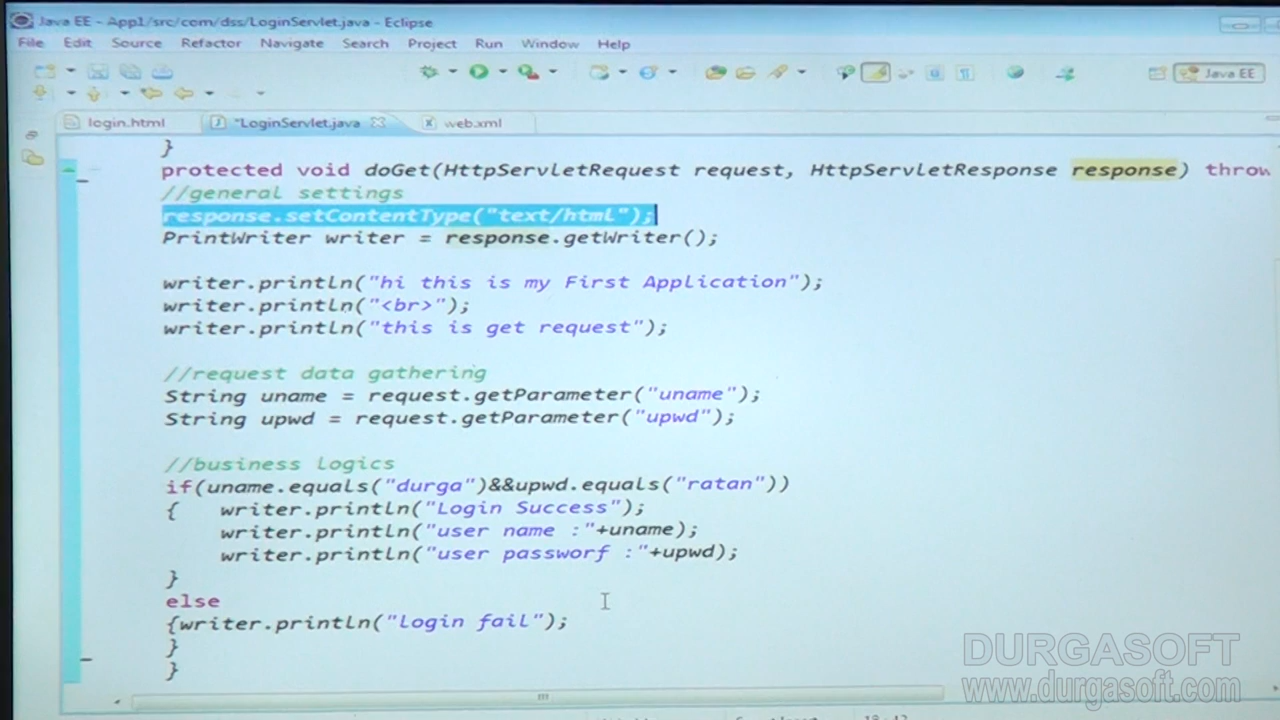 Java EE - App1/src/com/dss/LoginServlet.java - Eclipse
File Edit Source Refactor Navigate Search Project Run Window Help
Java EE
login.html *LoginServlet.java web.xml
}
protected void doGet(HttpServletRequest request, HttpServletResponse response) throw
//general settings
response.setContentType("text/html");
PrintWriter writer = response.getWriter();
writer.println("hi this is my First Application");
writer.println("<br>");
writer.println("this is get request");
//request data gathering
String uname = request.getParameter("uname");
String upwd = request.getParameter("upwd");
//business logics
if(uname.equals("durga")&&upwd.equals("ratan"))
{ writer.println("Login Success");
writer.println("user name :"+uname);
writer.println("user passworf :"+upwd);
}
else
{writer.println("login fail");
}
}
DURGASOFT
www.durgasoft.com